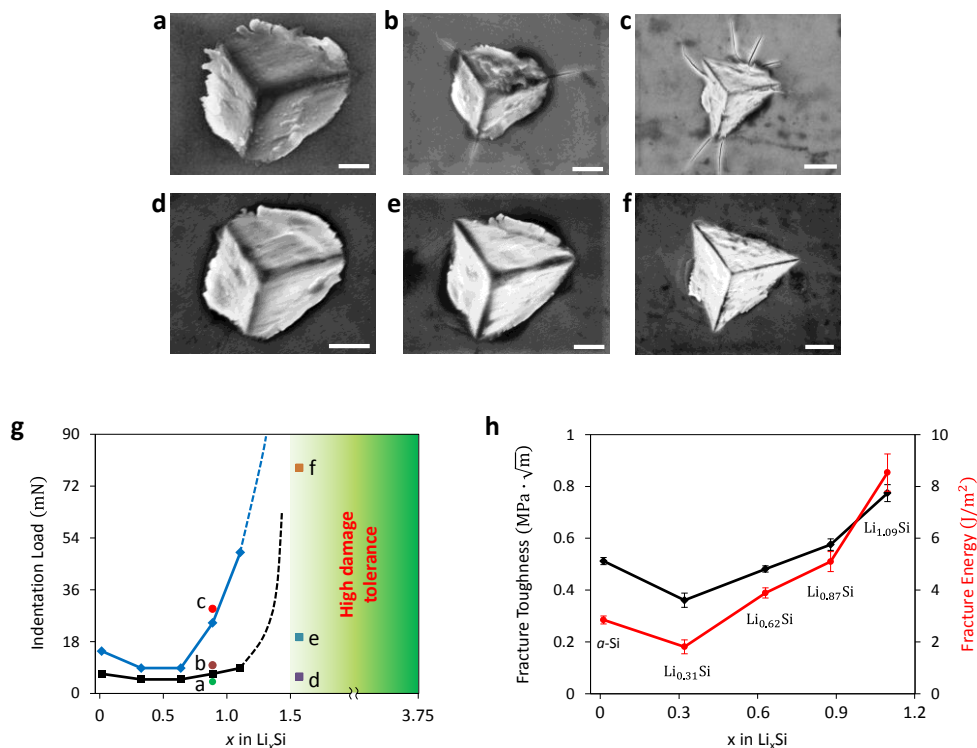 a
b
c
d
e
f
g
90
72
54
36
18
0
Indentation Load (mN)
c
b
a
f
e
d
High damage
tolerance
0
0.5
1.0
1.5
3.75
x in LiₓSi
h
1
0.8
0.6
0.4
0.2
0
Fracture Toughness (MPa · √m)
10
8
6
4
2
0
Fracture Energy (J/m²)
a-Si
Li₀.₃₁Si
Li₀.₆₂Si
Li₀.₈₇Si
Li₁.₀₉Si
0
0.3
0.6
0.9
1.2
x in LiₓSi